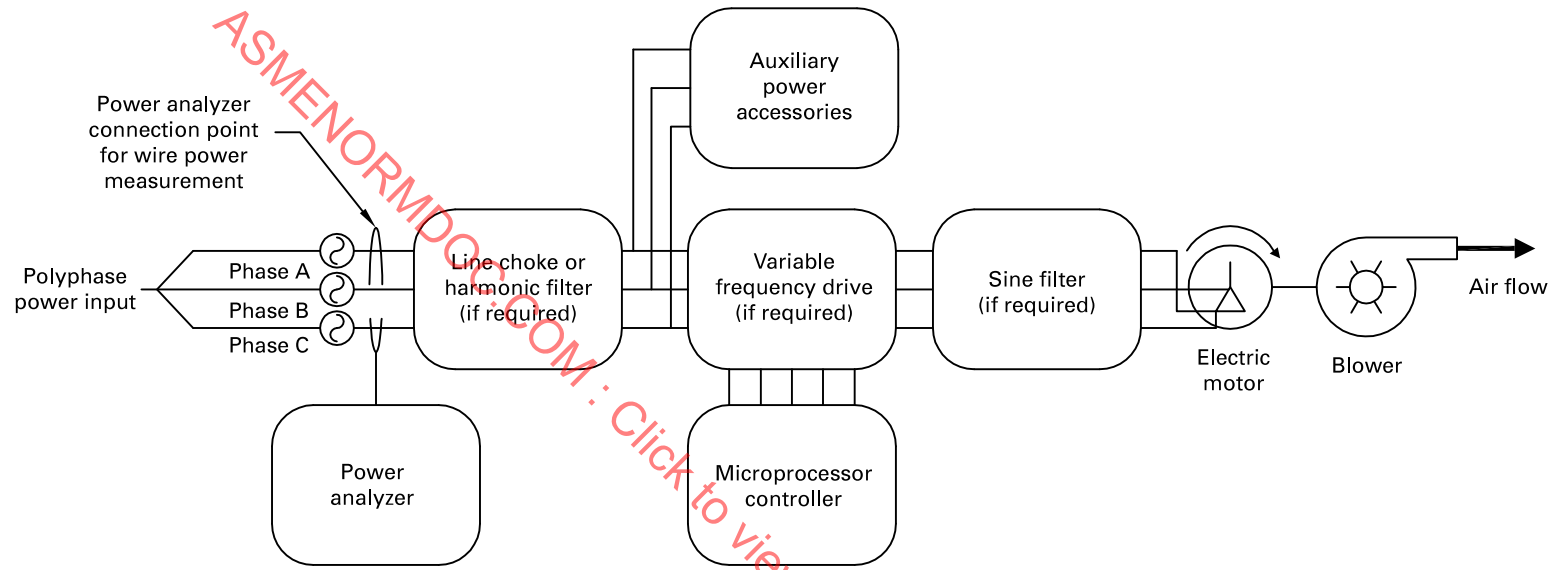 Auxiliary
power
accessories
Power analyzer
connection point
for wire power
measurement
Polyphase
power input
Phase A
Phase B
Phase C
Line choke or
harmonic filter
(if required)
Variable
frequency drive
(if required)
Sine filter
(if required)
Electric
motor
Blower
Air flow
Power
analyzer
Microprocessor
controller
ASMENORMDOC.COM : Click to view